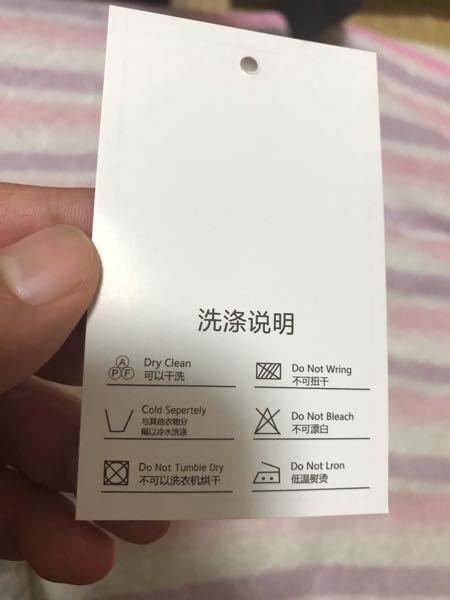 洗涤说明
A
P F
Dry Clean
可以干洗
Do Not Wring
不可扭干
Cold Sepertely
与其他衣物分
隔以冷水洗涤
Do Not Bleach
不可漂白
Do Not Tumble Dry
不可以洗衣机烘干
Do Not Lron
低温熨烫